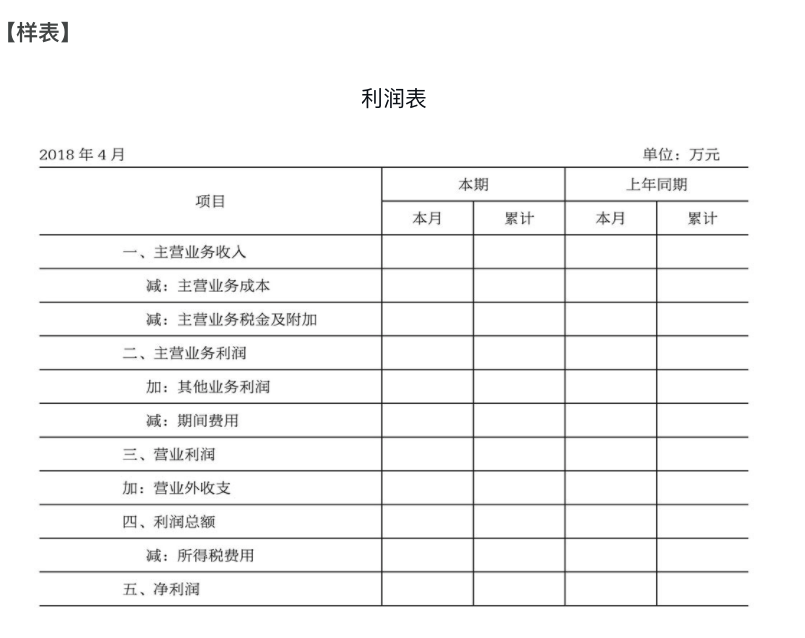 【样表】
利润表
2018 年 4 月 单位：万元
项目 本期 上年同期
本月 累计 本月 累计
一、主营业务收入
减：主营业务成本
减：主营业务税金及附加
二、主营业务利润
加：其他业务利润
减：期间费用
三、营业利润
加：营业外收支
四、利润总额
减：所得税费用
五、净利润